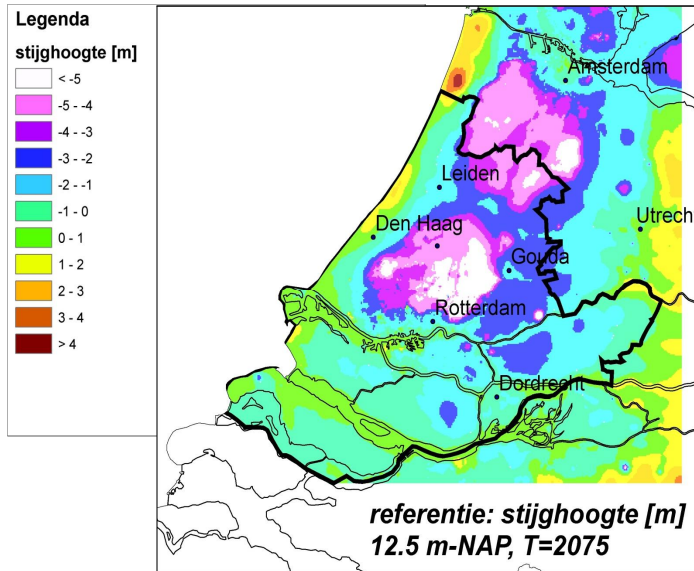 Legenda
stijghoogte [m]
< -5
-5 - -4
-4 - -3
-3 - -2
-2 - -1
-1 - 0
0 - 1
1 - 2
2 - 3
3 - 4
> 4
Amsterdam
Leiden
Utrech
Den Haag
Gouda
Rotterdam
Dordrecht
referentie: stijghoogte [m]
12.5 m-NAP, T=2075